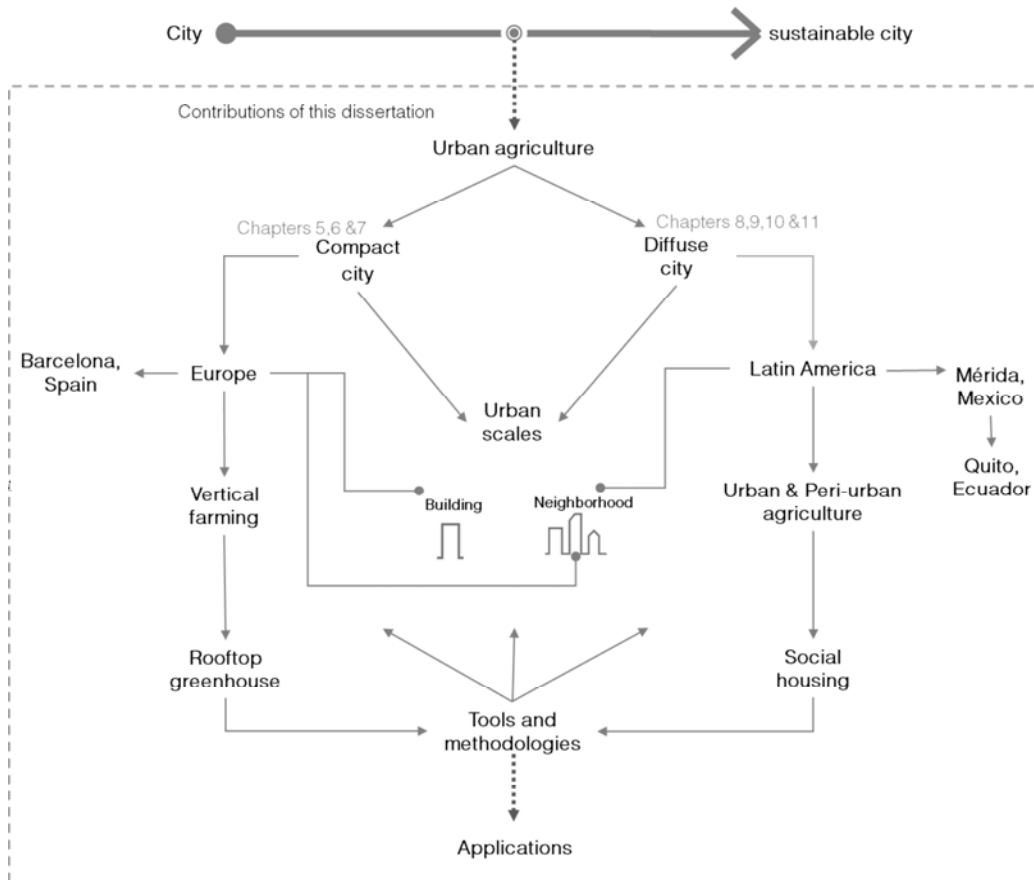 City
sustainable city
Contributions of this dissertation
Urban agriculture
Chapters 5,6 &7
Compact
city
Chapters 8,9,10 &11
Diffuse
city
Barcelona,
Spain
Europe
Latin America
Mérida,
Mexico
Urban
scales
Quito,
Ecuador
Vertical
farming
Building
Neighborhood
Urban & Peri-urban
agriculture
Rooftop
greenhouse
Social
housing
Tools and
methodologies
Applications